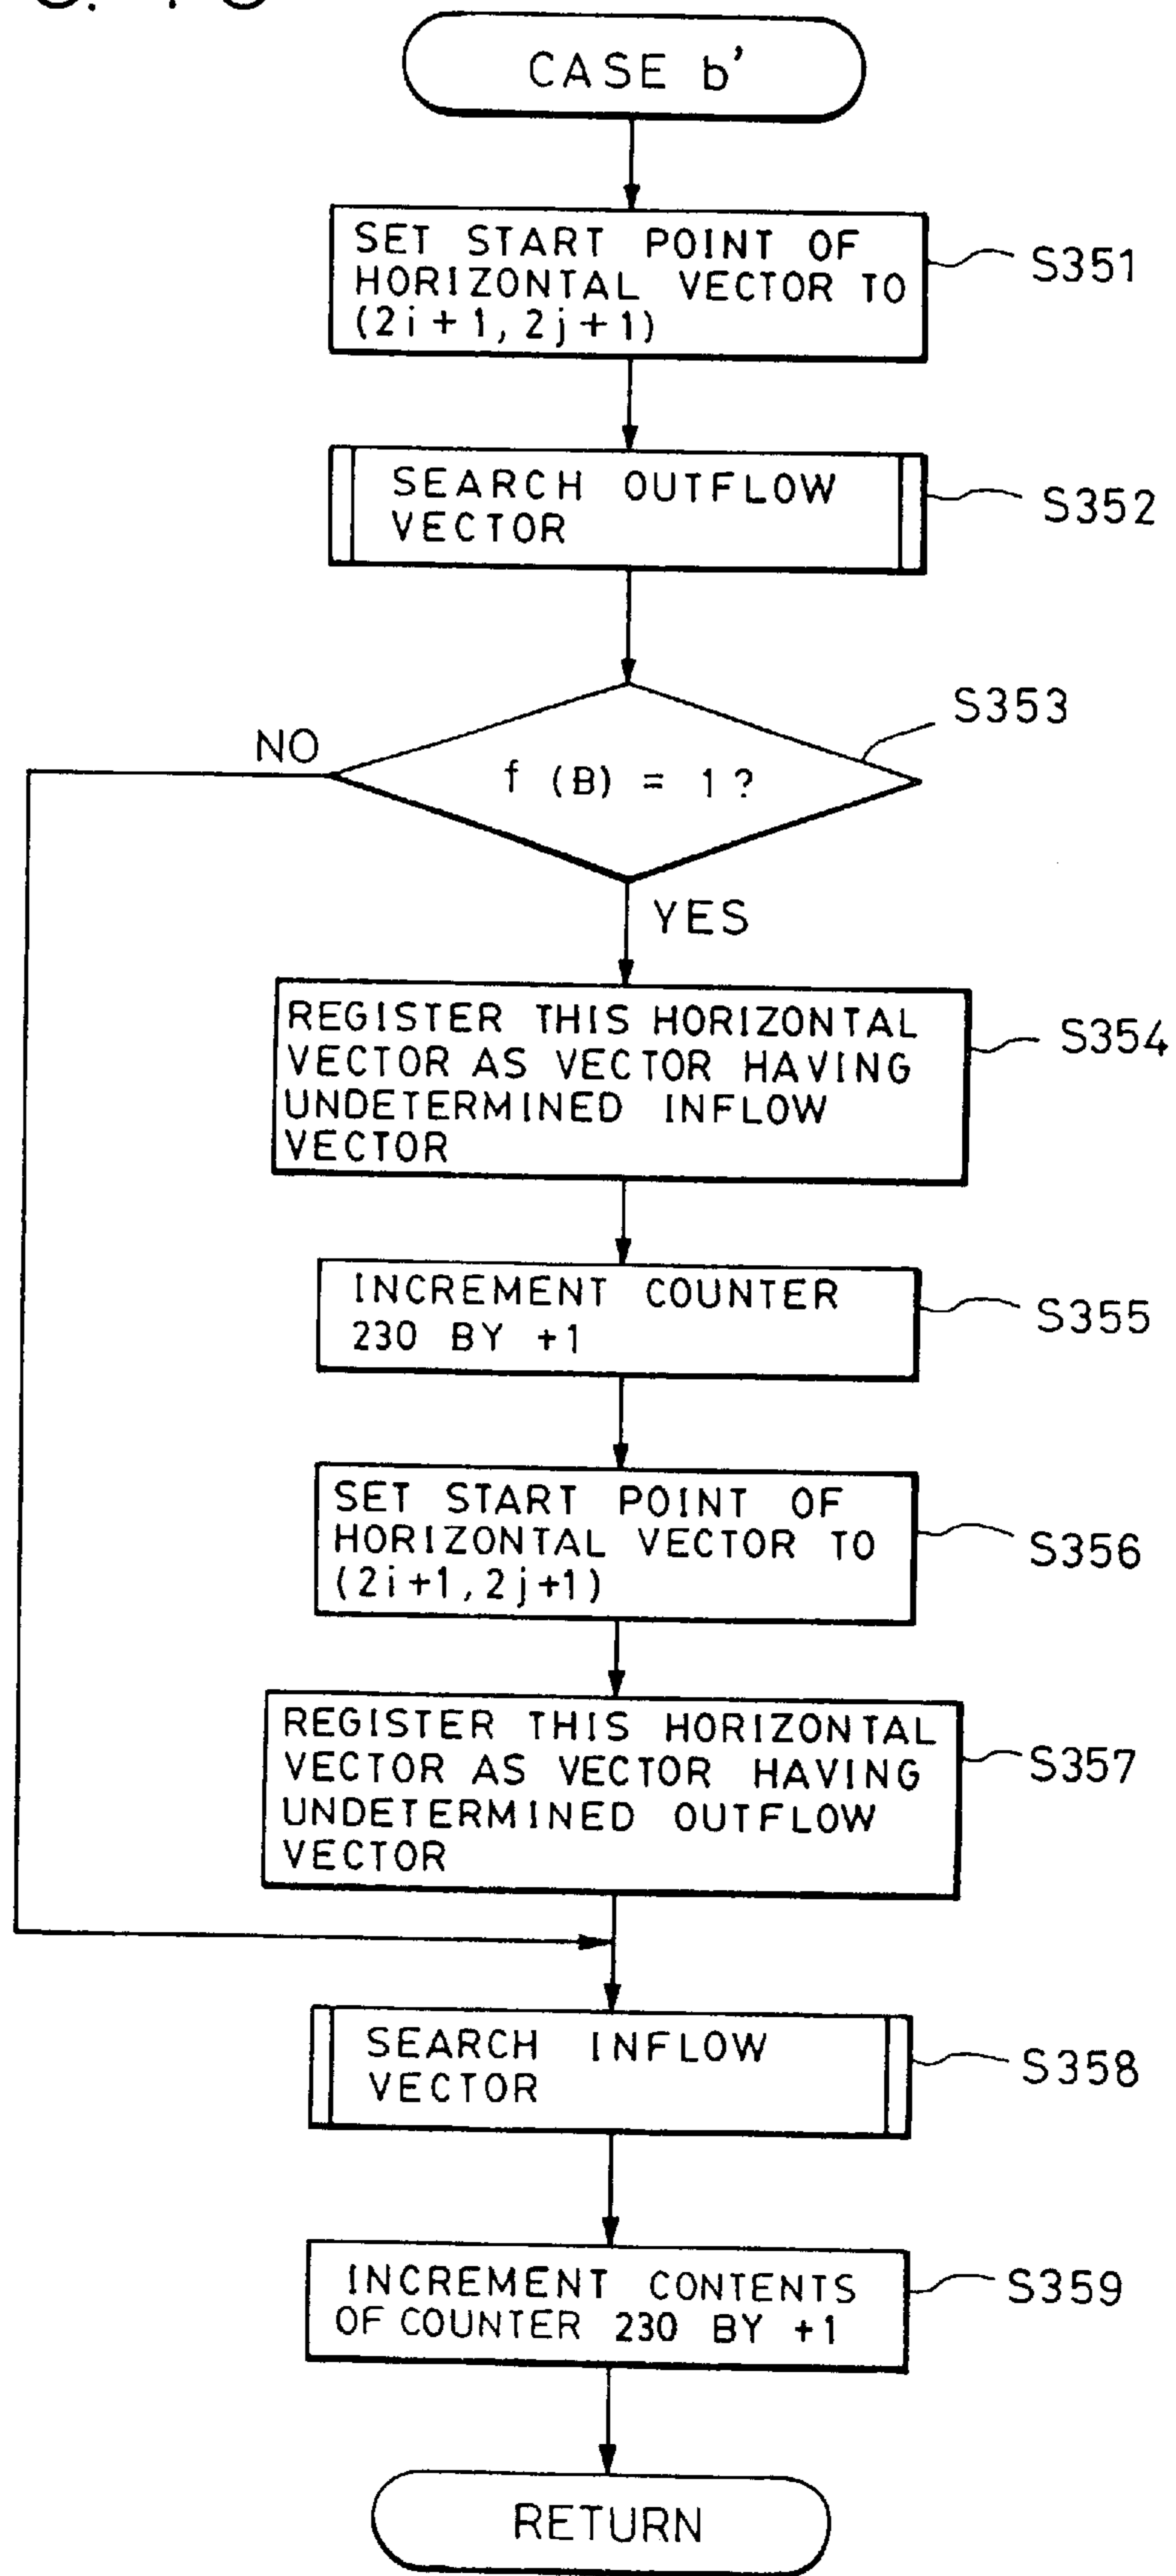 CASE b'
SET START POINT OF
HORIZONTAL VECTOR TO
(2i+1, 2j+1)
S351
SEARCH OUTFLOW
VECTOR
S352
S353
NO
f (B) = 1 ?
YES
REGISTER THIS HORIZONTAL
VECTOR AS VECTOR HAVING
UNDETERMINED INFLOW
VECTOR
S354
INCREMENT COUNTER
230 BY +1
S355
SET START POINT OF
HORIZONTAL VECTOR TO
(2i+1, 2j+1)
S356
REGISTER THIS HORIZONTAL
VECTOR AS VECTOR HAVING
UNDETERMINED OUTFLOW
VECTOR
S357
SEARCH INFLOW
VECTOR
S358
INCREMENT CONTENTS
OF COUNTER 230 BY +1
S359
RETURN